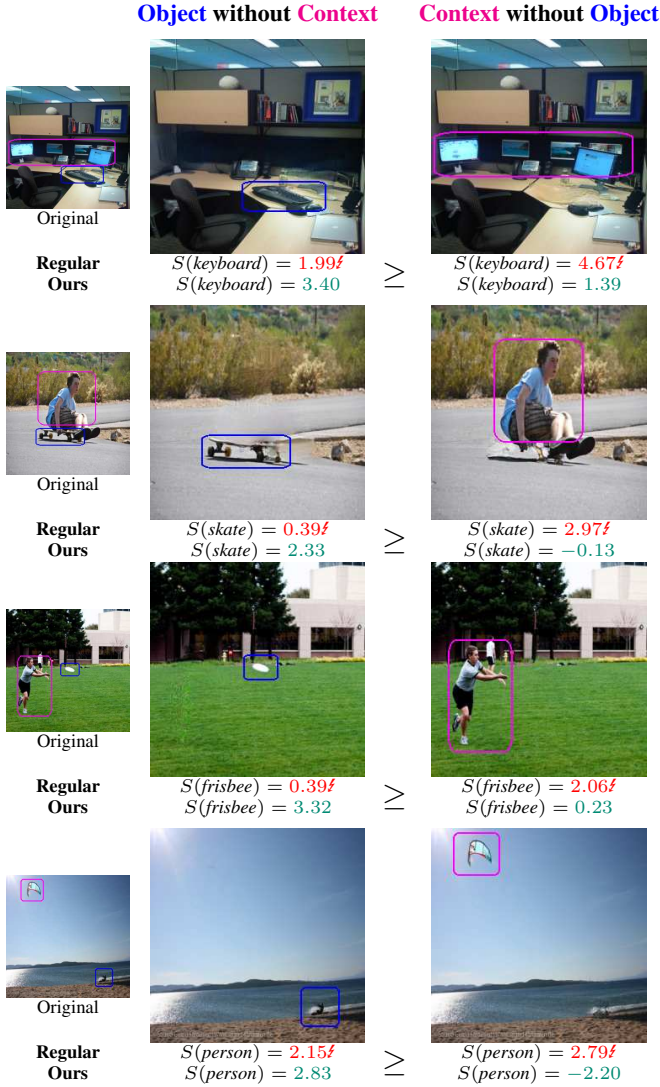 Object without Context Context without Object
Original
Regular S(keyboard) = 1.99⚡ ≥ S(keyboard) = 4.67⚡
Ours S(keyboard) = 3.40 S(keyboard) = 1.39
Original
Regular S(skate) = 0.39⚡ ≥ S(skate) = 2.97⚡
Ours S(skate) = 2.33 S(skate) = −0.13
Original
Regular S(frisbee) = 0.39⚡ ≥ S(frisbee) = 2.06⚡
Ours S(frisbee) = 3.32 S(frisbee) = 0.23
Original
Regular S(person) = 2.15⚡ ≥ S(person) = 2.79⚡
Ours S(person) = 2.83 S(person) = −2.20